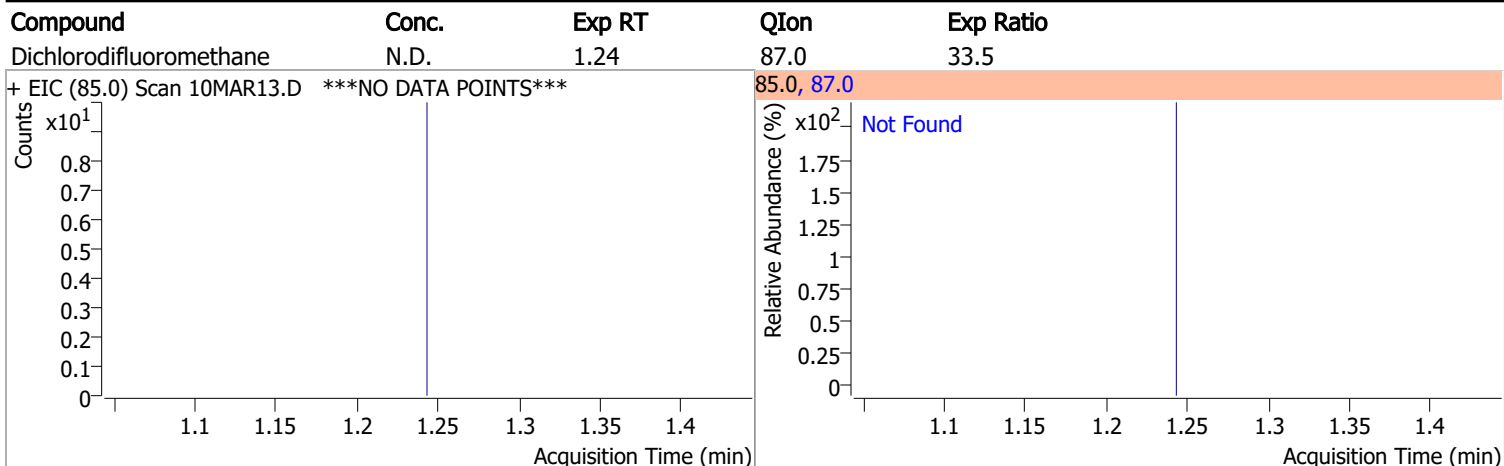 Compound Conc. Exp RT QIon Exp Ratio
Dichlorodifluoromethane N.D. 1.24 87.0 33.5
+ EIC (85.0) Scan 10MAR13.D ***NO DATA POINTS***
Counts
x10¹
0.8
0.7
0.6
0.5
0.4
0.3
0.2
0.1
0
1.1 1.15 1.2 1.25 1.3 1.35 1.4
Acquisition Time (min)
85.0, 87.0
Relative Abundance (%)
x10²
Not Found
1.75
1.5
1.25
1
0.75
0.5
0.25
0
1.1 1.15 1.2 1.25 1.3 1.35 1.4
Acquisition Time (min)